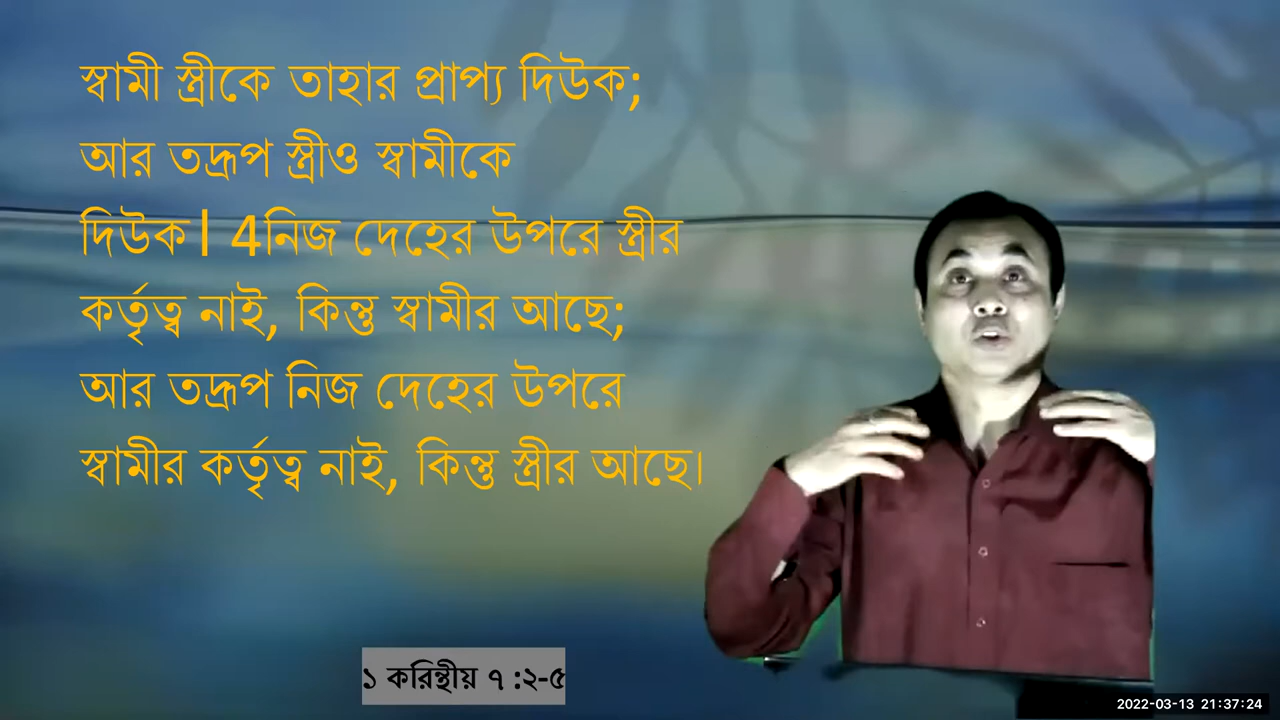 স্বামী স্ত্রীকে তাহার প্রাপ্য দিউক;
আর তদ্রূপ স্ত্রীও স্বামীকে
দিউক| 4নিজ দেহের উপরে স্ত্রীর
কর্তৃত্ব নাই, কিন্তু স্বামীর আছে;
আর তদ্রূপ নিজ দেহের উপরে
স্বামীর কর্তৃত্ব নাই, কিন্তু স্ত্রীর আছে।
১ করিন্থীয় ৭ :২-৫
2022-03-13 21:37:24